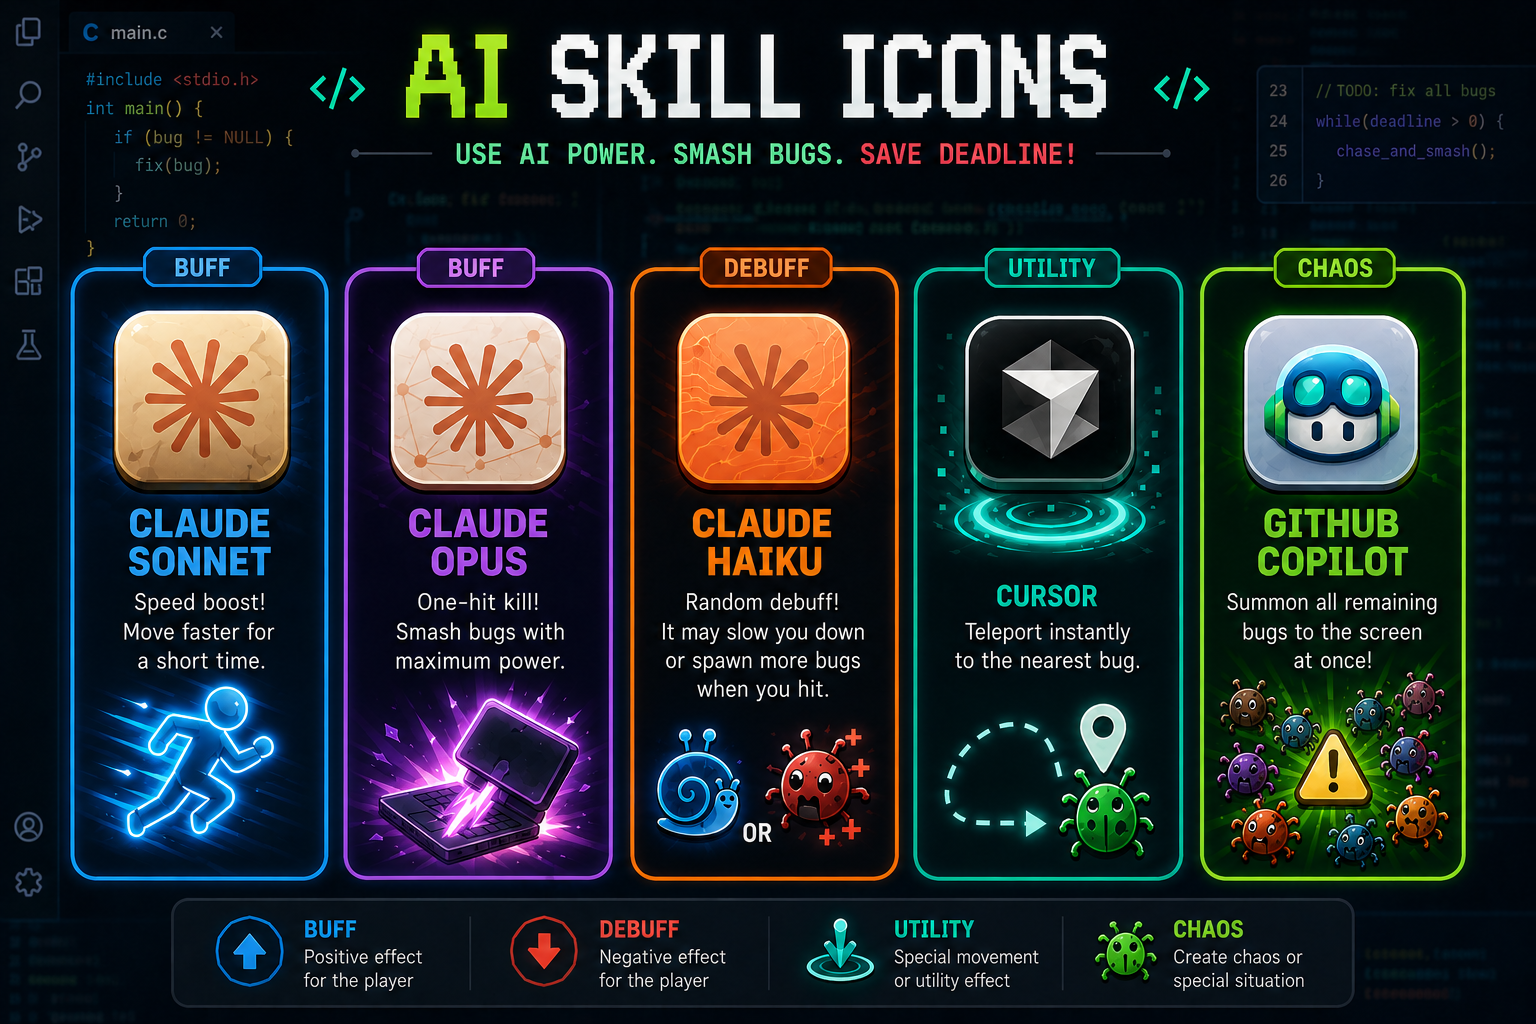 main.c
#include <stdio.h>
int main() {
if (bug != NULL) {
fix(bug);
}
return 0;
}
AI SKILL ICONS
</>
</>
USE AI POWER. SMASH BUGS. SAVE DEADLINE!
23 // TODO: fix all bugs
24 while(deadline > 0) {
25 chase_and_smash();
26 }
BUFF
CLAUDE
SONNET
Speed boost!
Move faster for
a short time.
BUFF
CLAUDE
OPUS
One-hit kill!
Smash bugs with
maximum power.
DEBUFF
CLAUDE
HAIKU
Random debuff!
It may slow you down
or spawn more bugs
when you hit.
OR
UTILITY
CURSOR
Teleport instantly
to the nearest bug.
CHAOS
GITHUB
COPILOT
Summon all remaining
bugs to the screen
at once!
BUFF
Positive effect
for the player
DEBUFF
Negative effect
for the player
UTILITY
Special movement
or utility effect
CHAOS
Create chaos or
special situation